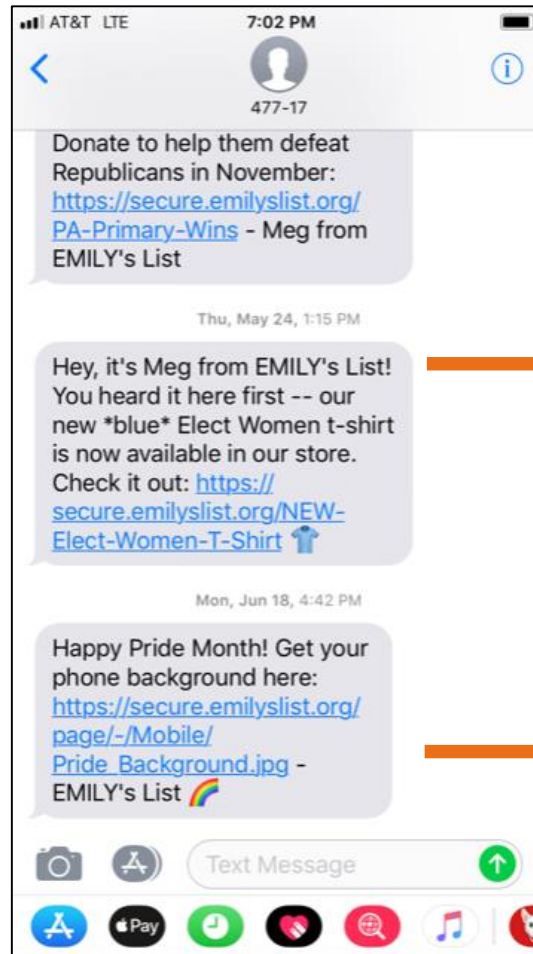 AT&T LTE 7:02 PM
477-17
Donate to help them defeat
Republicans in November:
https://secure.emilyslist.org/
PA-Primary-Wins - Meg from
EMILY's List
Thu, May 24, 1:15 PM
Hey, it's Meg from EMILY's List!
You heard it here first -- our
new *blue* Elect Women t-shirt
is now available in our store.
Check it out: https://
secure.emilyslist.org/NEW-
Elect-Women-T-Shirt 👕
Mon, Jun 18, 4:42 PM
Happy Pride Month! Get your
phone background here:
https://secure.emilyslist.org/
page/-/Mobile/
Pride_Background.jpg -
EMILY's List 🌈
Text Message
Pay